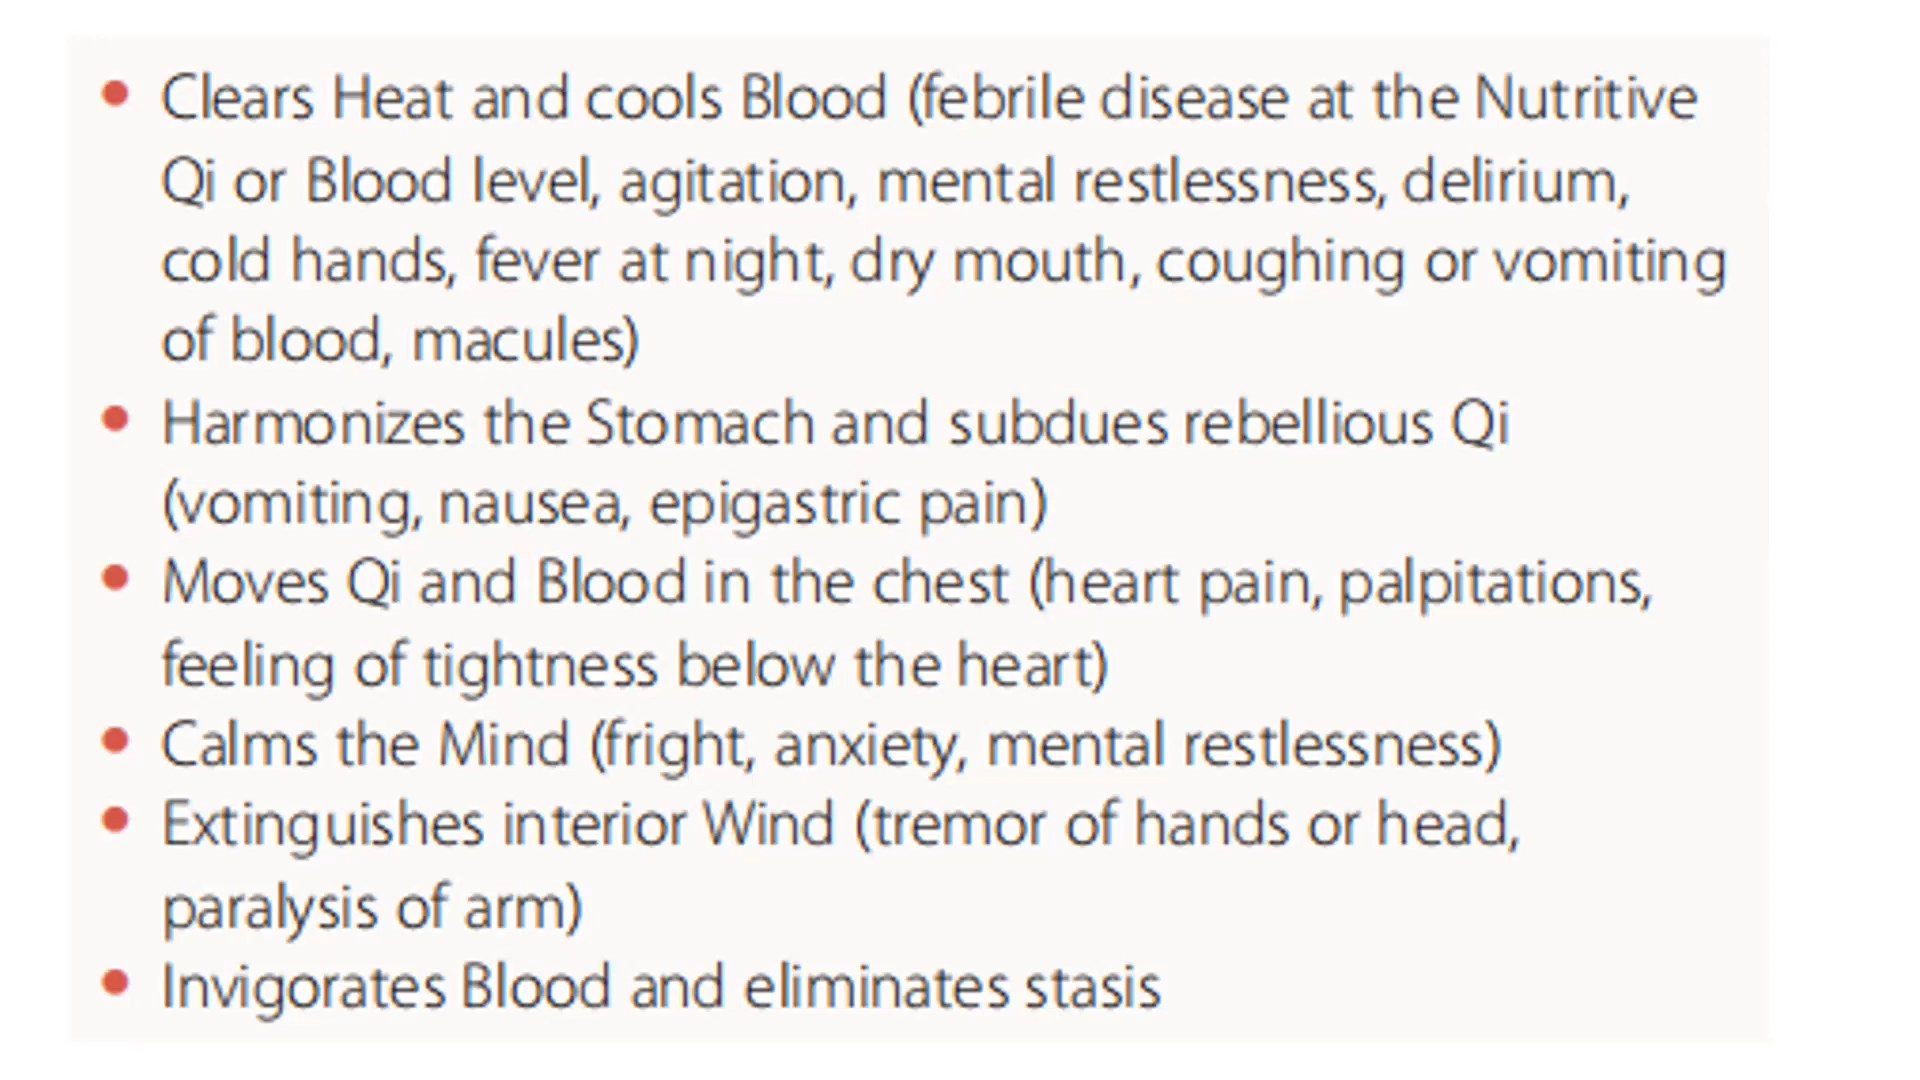 • Clears Heat and cools Blood (febrile disease at the Nutritive
Qi or Blood level, agitation, mental restlessness, delirium,
cold hands, fever at night, dry mouth, coughing or vomiting
of blood, macules)
• Harmonizes the Stomach and subdues rebellious Qi
(vomiting, nausea, epigastric pain)
• Moves Qi and Blood in the chest (heart pain, palpitations,
feeling of tightness below the heart)
• Calms the Mind (fright, anxiety, mental restlessness)
• Extinguishes interior Wind (tremor of hands or head,
paralysis of arm)
• Invigorates Blood and eliminates stasis